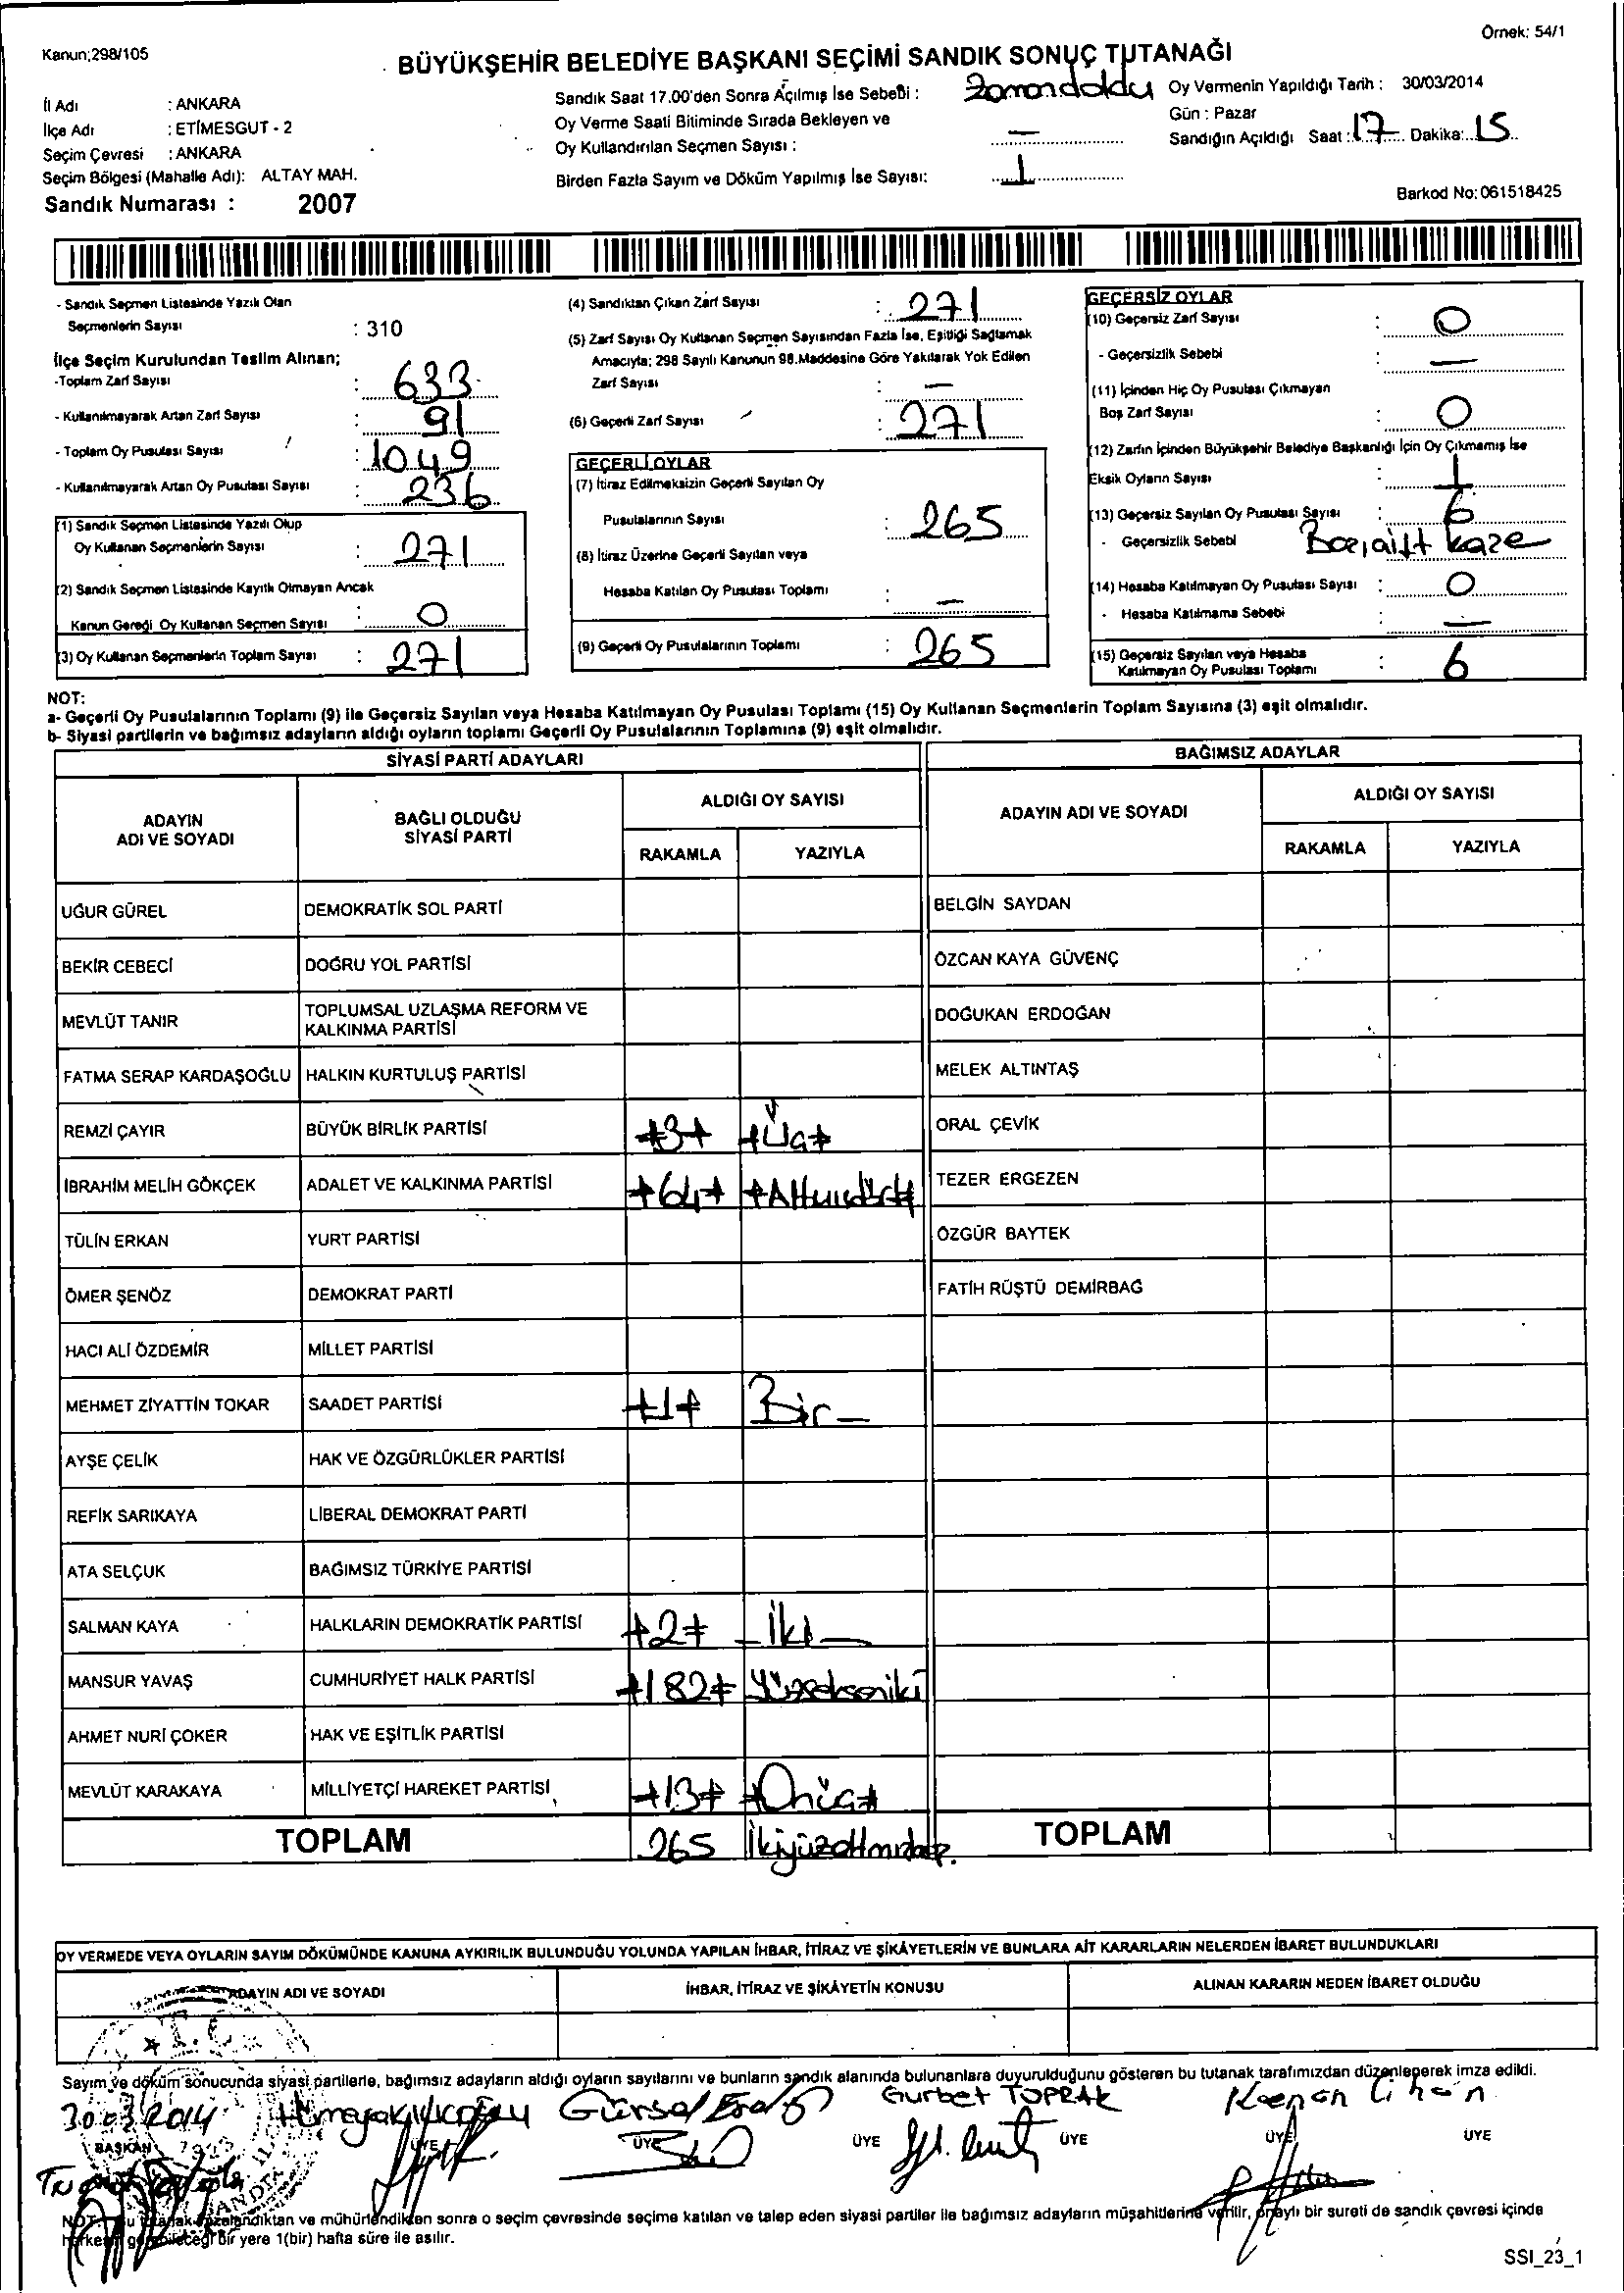 Örnek: 54/1
Kanun;298/105
BÜYÜKŞEHİR BELEDİYE BAŞKANI SEÇİMİ SANDIK SONUÇ TUTANAĞI
İl Adı : ANKARA
İlçe Adı : ETİMESGUT - 2
Seçim Çevresi : ANKARA
Seçim Bölgesi (Mahalle Adı): ALTAY MAH.
Sandık Numarası : 2007
Sandık Saat 17.00'den Sonra Açılmış İse Sebebi : Zaman doldu
Oy Verme Saati Bitiminde Sırada Bekleyen ve
Oy Kullandırılan Seçmen Sayısı : —
Birden Fazla Sayım ve Döküm Yapılmış İse Sayısı: 1
Oy Vermenin Yapıldığı Tarih : 30/03/2014
Gün : Pazar
Sandığın Açıldığı Saat : 17 Dakika: 15
Barkod No: 061518425
- Sandık Seçmen Listesinde Yazılı Olan
Seçmenlerin Sayısı : 310
İlçe Seçim Kurulundan Teslim Alınan;
-Toplam Zarf Sayısı : 633
- Kullanılmayarak Artan Zarf Sayısı : 91
- Toplam Oy Pusulası Sayısı : 1049
- Kullanılmayarak Artan Oy Pusulası Sayısı : 236
(1) Sandık Seçmen Listesinde Yazılı Olup
Oy Kullanan Seçmenlerin Sayısı : 271
(2) Sandık Seçmen Listesinde Kayıtlı Olmayan Ancak
Kanun Gereği Oy Kullanan Seçmen Sayısı : 0
(3) Oy Kullanan Seçmenlerin Toplam Sayısı : 271
(4) Sandıktan Çıkan Zarf Sayısı : 271
(5) Zarf Sayısı Oy Kullanan Seçmen Sayısından Fazla İse, Eşitliği Sağlamak
Amacıyla; 298 Sayılı Kanunun 98.Maddesine Göre Yakılarak Yok Edilen
Zarf Sayısı : —
(6) Geçerli Zarf Sayısı : 271
GEÇERLİ OYLAR
(7) İtiraz Edilmeksizin Geçerli Sayılan Oy
Pusulalarının Sayısı : 265
(8) İtiraz Üzerine Geçerli Sayılan veya
Hesaba Katılan Oy Pusulası Toplamı : —
(9) Geçerli Oy Pusulalarının Toplamı : 265
GEÇERSİZ OYLAR
(10) Geçersiz Zarf Sayısı : 0
- Geçersizlik Sebebi : —
(11) İçinden Hiç Oy Pusulası Çıkmayan
Boş Zarf Sayısı : 0
(12) Zarfın İçinden Büyükşehir Belediye Başkanlığı İçin Oy Çıkmamış İse
Eksik Oyların Sayısı : 1
(13) Geçersiz Sayılan Oy Pusulası Sayısı : 6
- Geçersizlik Sebebi
(14) Hesaba Katılmayan Oy Pusulası Sayısı : 0
- Hesaba Katılmama Sebebi : —
(15) Geçersiz Sayılan veya Hesaba
Katılmayan Oy Pusulası Toplamı : 6
NOT:
a- Geçerli Oy Pusulalarının Toplamı (9) ile Geçersiz Sayılan veya Hesaba Katılmayan Oy Pusulası Toplamı (15) Oy Kullanan Seçmenlerin Toplam Sayısına (3) eşit olmalıdır.
b- Siyasi partilerin ve bağımsız adayların aldığı oyların toplamı Geçerli Oy Pusulalarının Toplamına (9) eşit olmalıdır.
SİYASİ PARTİ ADAYLARI
ADAYIN
ADI VE SOYADI
BAĞLI OLDUĞU
SİYASİ PARTİ
ALDIĞI OY SAYISI
RAKAMLA YAZIYLA
UĞUR GÜREL DEMOKRATİK SOL PARTİ
BEKİR CEBECİ DOĞRU YOL PARTİSİ
MEVLÜT TANIR TOPLUMSAL UZLAŞMA REFORM VE
KALKINMA PARTİSİ
FATMA SERAP KARDAŞOĞLU HALKIN KURTULUŞ PARTİSİ
REMZİ ÇAYIR BÜYÜK BİRLİK PARTİSİ 3 Üç
İBRAHİM MELİH GÖKÇEK ADALET VE KALKINMA PARTİSİ 64 Altmışdört
TÜLİN ERKAN YURT PARTİSİ
ÖMER ŞENÖZ DEMOKRAT PARTİ
HACI ALİ ÖZDEMİR MİLLET PARTİSİ
MEHMET ZİYATTİN TOKAR SAADET PARTİSİ 1 Bir
AYŞE ÇELİK HAK VE ÖZGÜRLÜKLER PARTİSİ
REFİK SARIKAYA LİBERAL DEMOKRAT PARTİ
ATA SELÇUK BAĞIMSIZ TÜRKİYE PARTİSİ
SALMAN KAYA HALKLARIN DEMOKRATİK PARTİSİ 2 İki
MANSUR YAVAŞ CUMHURİYET HALK PARTİSİ 182 Yüzsekseniki
AHMET NURİ ÇOKER HAK VE EŞİTLİK PARTİSİ
MEVLÜT KARAKAYA MİLLİYETÇİ HAREKET PARTİSİ 13 Onüç
TOPLAM 265 İkiyüzaltmışbeş.
BAĞIMSIZ ADAYLAR
ADAYIN ADI VE SOYADI
ALDIĞI OY SAYISI
RAKAMLA YAZIYLA
BELGİN SAYDAN
ÖZCAN KAYA GÜVENÇ
DOĞUKAN ERDOĞAN
MELEK ALTINTAŞ
ORAL ÇEVİK
TEZER ERGEZEN
ÖZGÜR BAYTEK
FATİH RÜŞTÜ DEMİRBAĞ
TOPLAM
OY VERMEDE VEYA OYLARIN SAYIM DÖKÜMÜNDE KANUNA AYKIRILIK BULUNDUĞU YOLUNDA YAPILAN İHBAR, İTİRAZ VE ŞİKÂYETLERİN VE BUNLARA AİT KARARLARIN NELERDEN İBARET BULUNDUKLARI
ADAYIN ADI VE SOYADI
İHBAR, İTİRAZ VE ŞİKÂYETİN KONUSU
ALINAN KARARIN NEDEN İBARET OLDUĞU
Sayım ve döküm sonucunda siyasi partilerle, bağımsız adayların aldığı oyların sayılarını ve bunların sandık alanında bulunanlara duyurulduğunu gösteren bu tutanak tarafımızdan düzenlenerek imza edildi.
30.03.2014 Gürsel Gurbet TOPRAK Kenan Cihan
BAŞKAN ÜYE ÜYE ÜYE ÜYE ÜYE ÜYE
NOT: Bu tutanak imzalandıktan ve mühürlendikten sonra o seçim çevresinde seçime katılan ve talep eden siyasi partiler ile bağımsız adayların müşahitlerine verilir, onaylı bir sureti de sandık çevresi içinde
herkesin görebileceği bir yere 1(bir) hafta süre ile asılır.
SSI_23_1